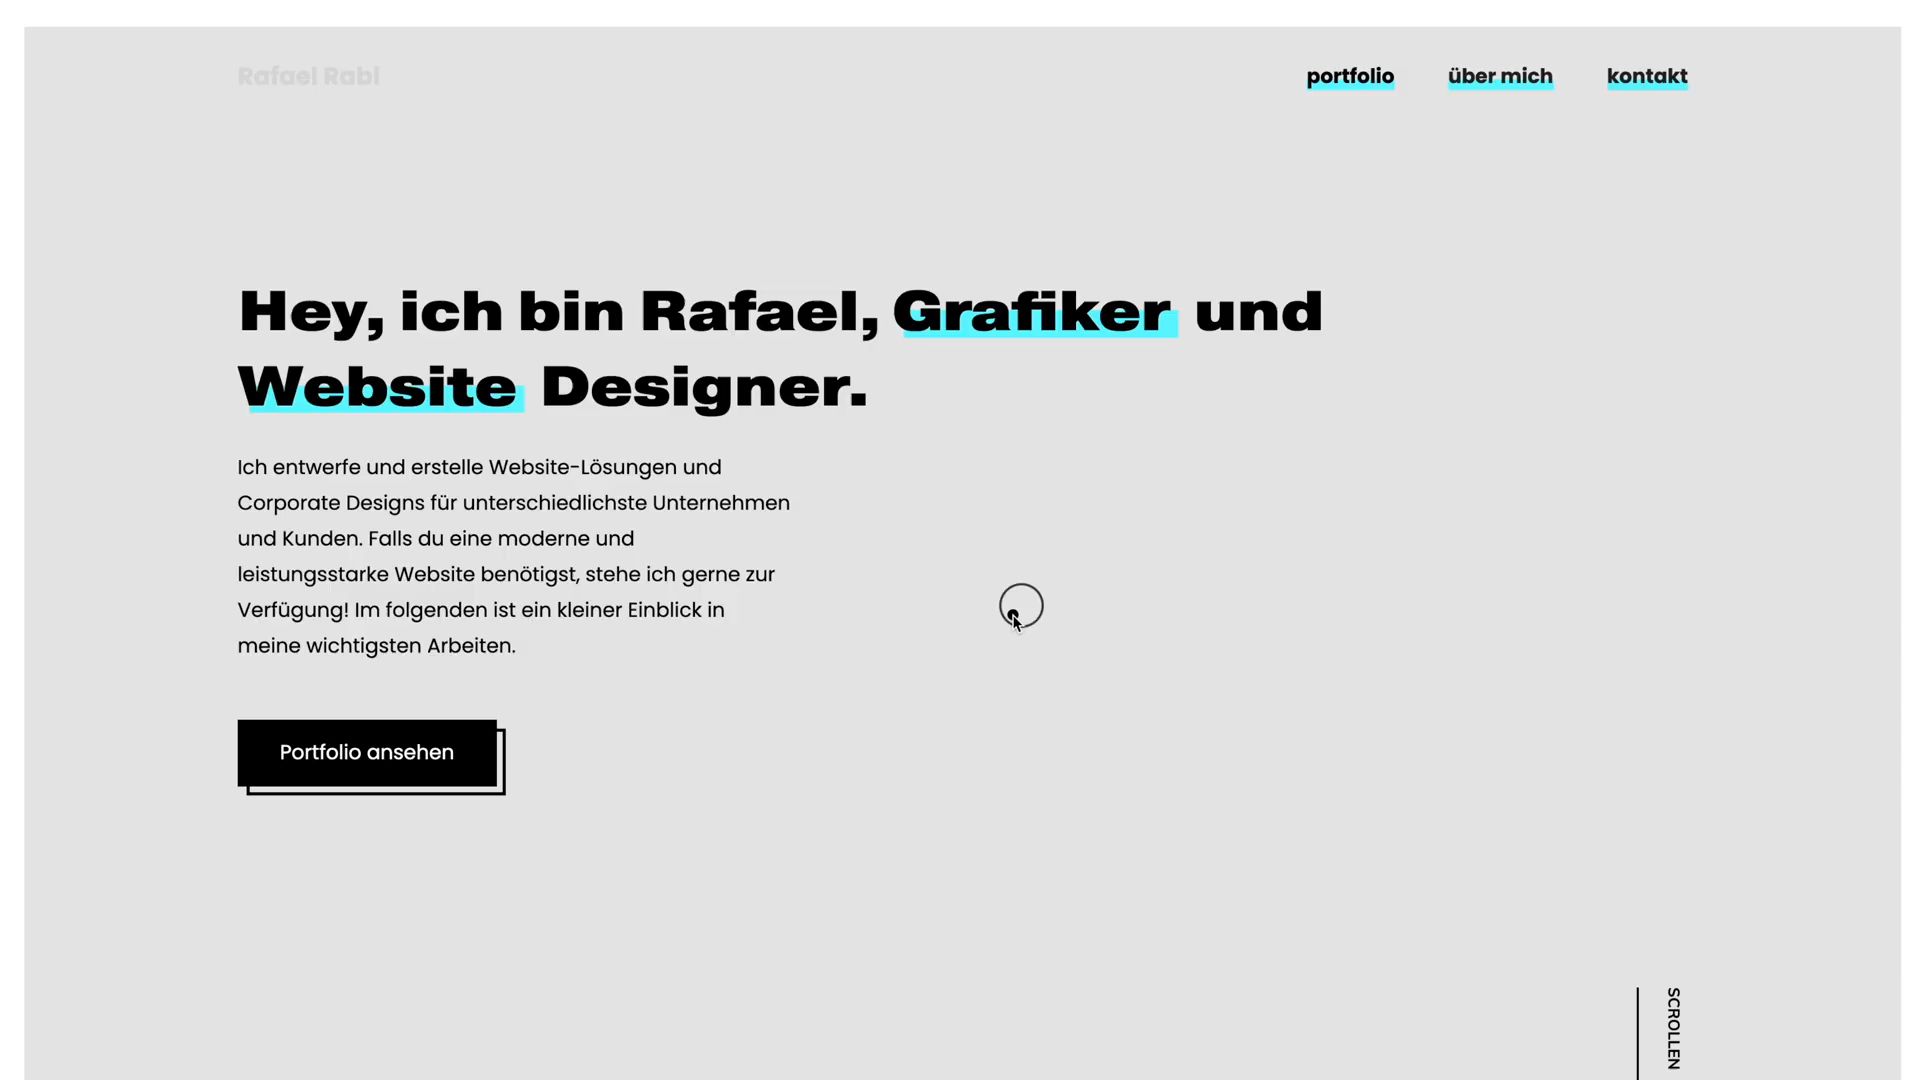 Rafael Rabl
portfolio
über mich
kontakt
Hey, ich bin Rafael, Grafiker und
Website Designer.
Ich entwerfe und erstelle Website-Lösungen und
Corporate Designs für unterschiedlichste Unternehmen
und Kunden. Falls du eine moderne und
leistungsstarke Website benötigst, stehe ich gerne zur
Verfügung! Im folgenden ist ein kleiner Einblick in
meine wichtigsten Arbeiten.
Portfolio ansehen
SCROLLEN